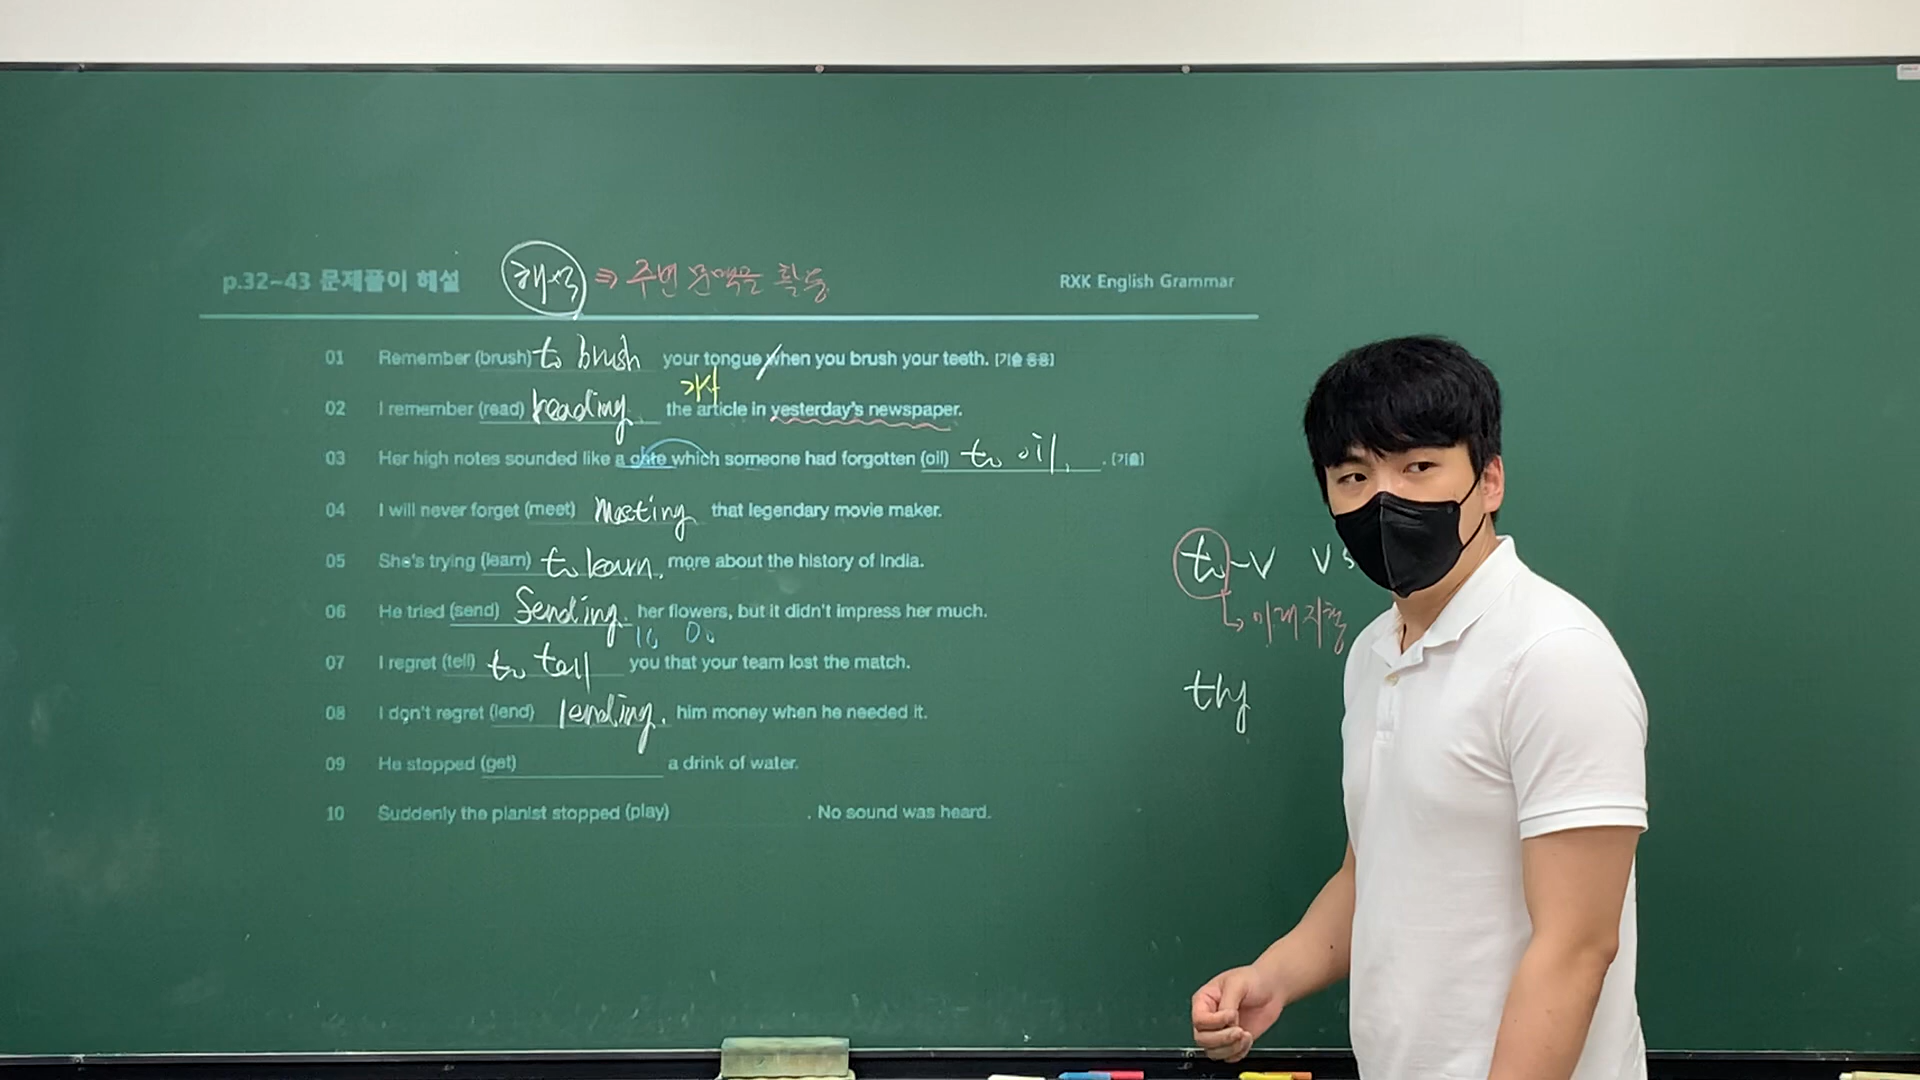 p.32~43 문제풀이 해설 해석 ⇒ 주변 문맥을 활용 RXK English Grammar
01 Remember (brush) to brush your tongue when you brush your teeth. [기출 응용]
가사
02 I remember (read) reading the article in yesterday's newspaper.
03 Her high notes sounded like a gate which someone had forgotten (oil) to oil. . [기출]
04 I will never forget (meet) meeting that legendary movie maker.
05 She's trying (learn) to learn. more about the history of India.
06 He tried (send) Sending. her flowers, but it didn't impress her much.
IO DO
07 I regret (tell) to tell you that your team lost the match.
08 I don't regret (lend) lending. him money when he needed it.
09 He stopped (get) a drink of water.
10 Suddenly the pianist stopped (play) . No sound was heard.
to-V vs
↳ 미래지향
try